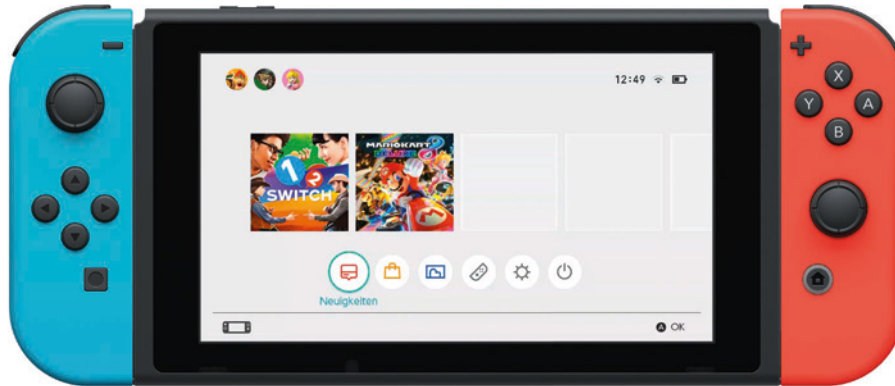 12:49
1 2
SWITCH
MARIOKART
8
DELUXE
Neuigkeiten
A OK
X
Y
A
B